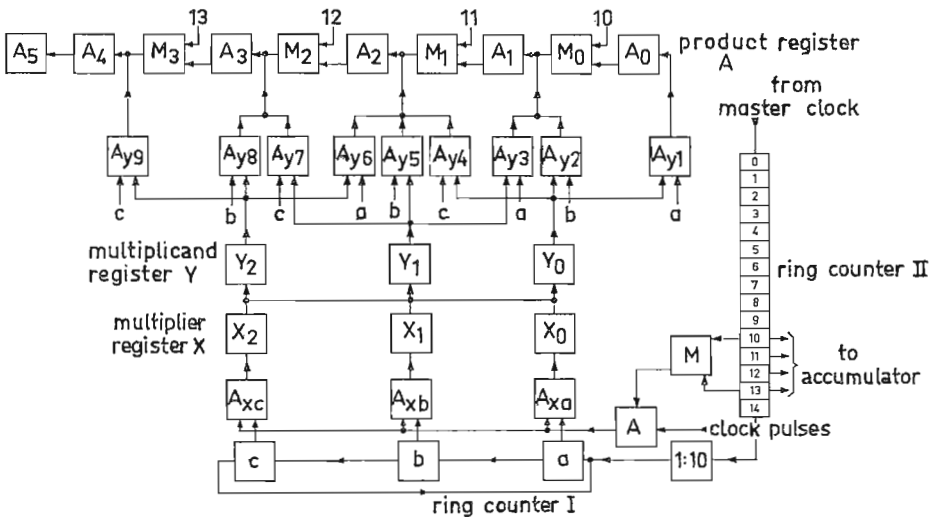 13 12 11 10
A5 A4 M3 A3 M2 A2 M1 A1 M0 A0
product register A
from master clock
Ay9 Ay8 Ay7 Ay6 Ay5 Ay4 Ay3 Ay2 Ay1
c b c a b c a b a
0
1
2
3
4
5
6
7
8
9
10
11
12
13
14
ring counter II
multiplicand
register Y
Y2 Y1 Y0
multiplier
register X
X2 X1 X0
M
to
accumulator
Axc Axb Axa
A
clock pulses
c b a 1:10
ring counter I